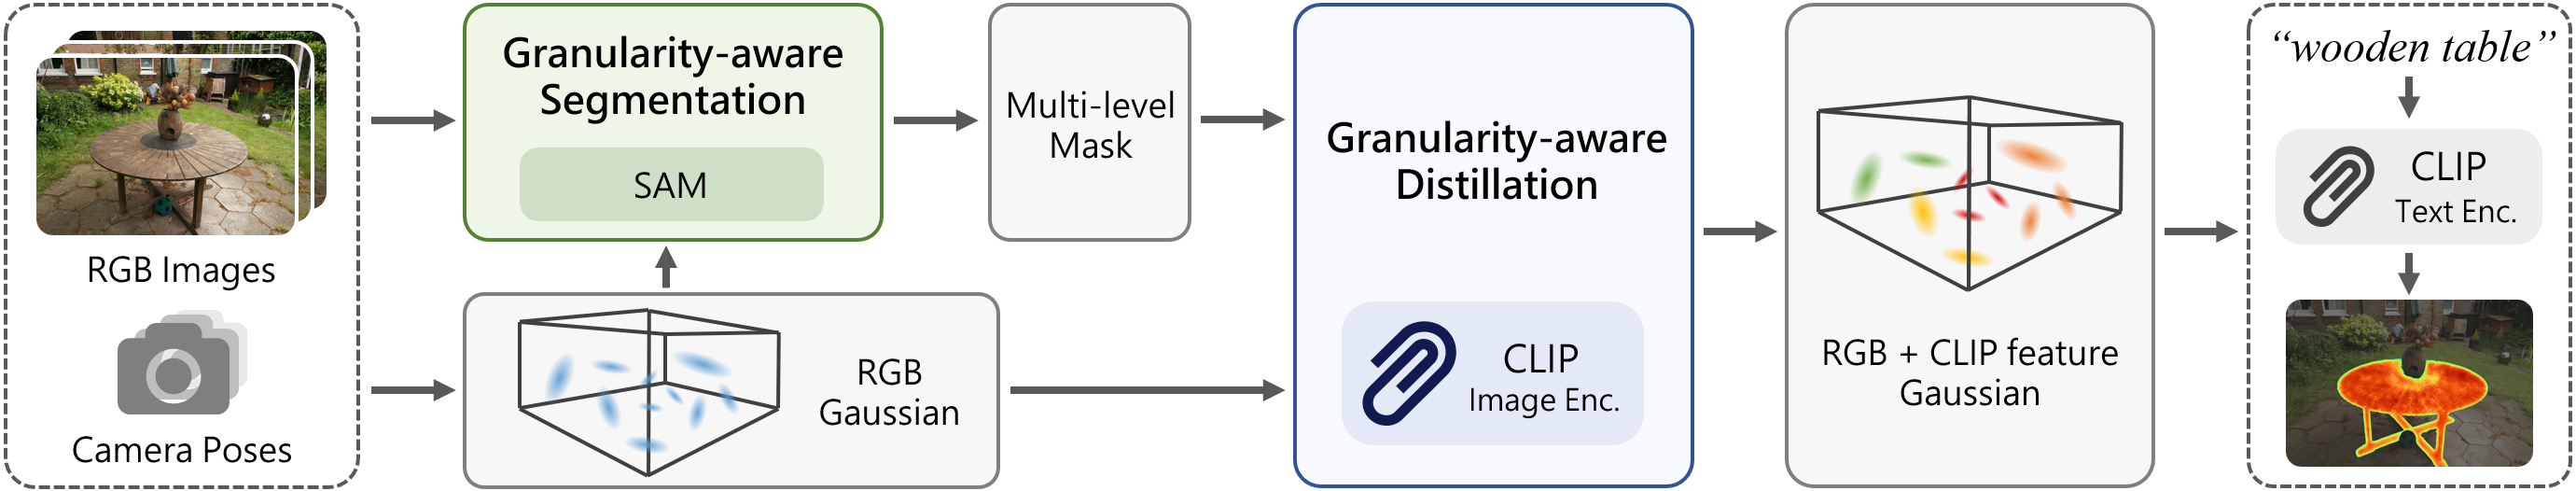 RGB Images
Camera Poses
Granularity-aware
Segmentation
SAM
RGB
Gaussian
Multi-level
Mask
Granularity-aware
Distillation
CLIP
Image Enc.
RGB + CLIP feature
Gaussian
“wooden table”
CLIP
Text Enc.